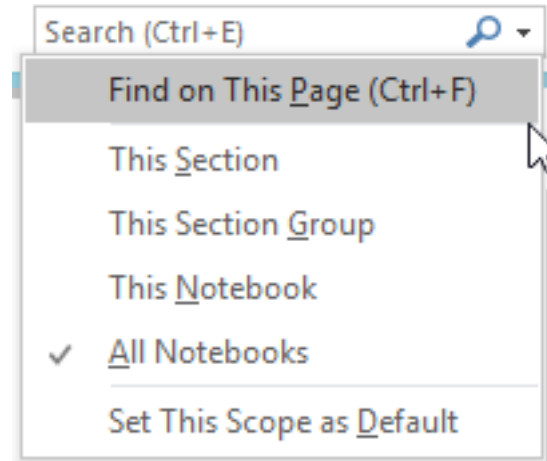 Search (Ctrl+E)
Find on This Page (Ctrl+F)
This Section
This Section Group
This Notebook
All Notebooks
Set This Scope as Default